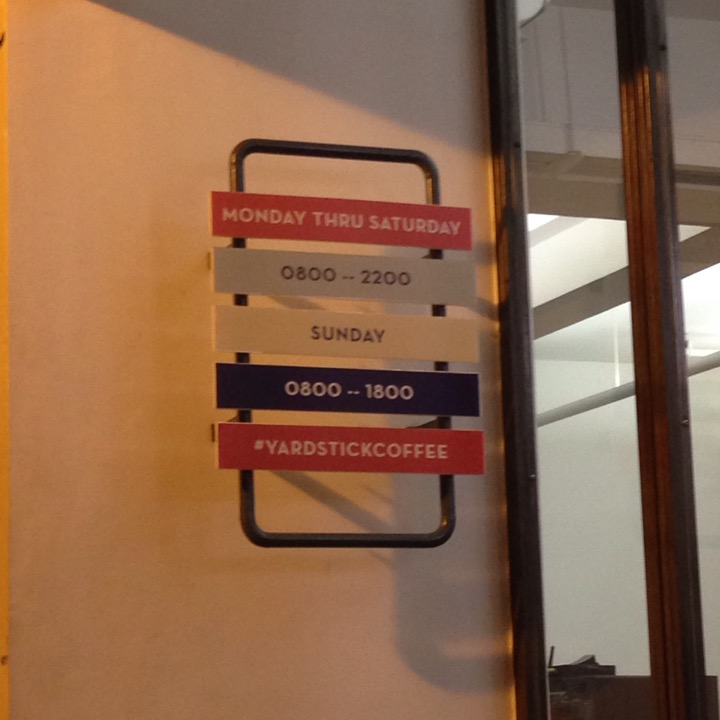 MONDAY THRU SATURDAY
0800 -- 2200
SUNDAY
0800 -- 1800
#YARDSTICKCOFFEE